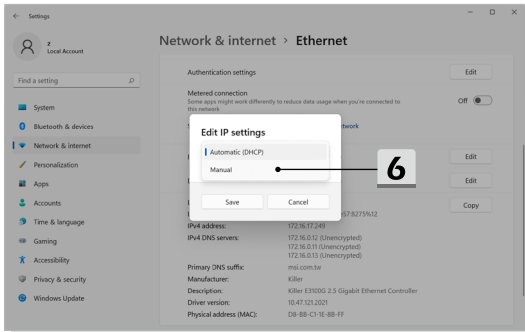 Settings
z
Local Account
Find a setting
System
Bluetooth & devices
Network & internet
Personalization
Apps
Accounts
Time & language
Gaming
Accessibility
Privacy & security
Windows Update
Network & internet > Ethernet
Authentication settings
Edit
Metered connection
Some apps might work differently to reduce data usage when you're connected to
this network
Off
Edit IP settings
Automatic (DHCP)
Manual
6
Save
Cancel
Edit
Edit
Copy
IPv4 address: 172.16.17.249
IPv4 DNS servers: 172.16.0.12 (Unencrypted)
172.16.0.11 (Unencrypted)
172.16.0.13 (Unencrypted)
Primary DNS suffix: msi.com.tw
Manufacturer: Killer
Description: Killer E3100G 2.5 Gigabit Ethernet Controller
Driver version: 10.47.121.2021
Physical address (MAC): D8-BB-C1-1E-8B-FF